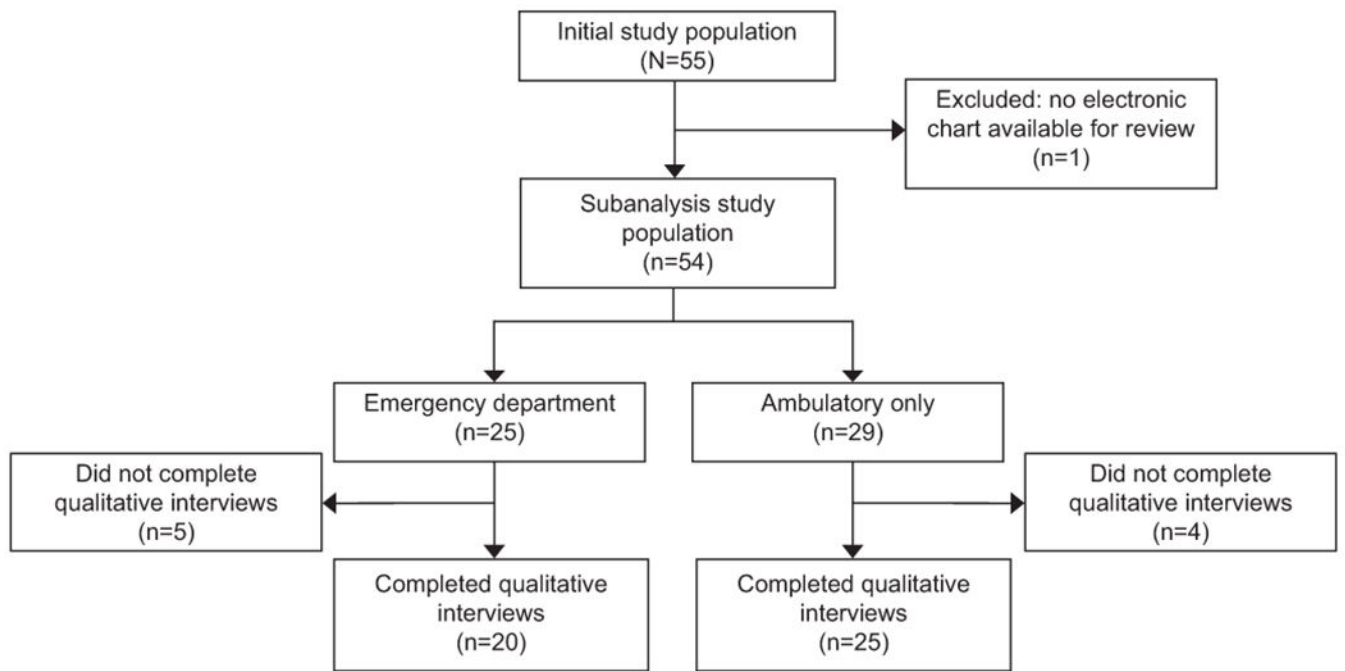 Initial study population
(N=55)
Excluded: no electronic
chart available for review
(n=1)
Subanalysis study
population
(n=54)
Emergency department
(n=25)
Ambulatory only
(n=29)
Did not complete
qualitative interviews
(n=5)
Did not complete
qualitative interviews
(n=4)
Completed qualitative
interviews
(n=20)
Completed qualitative
interviews
(n=25)